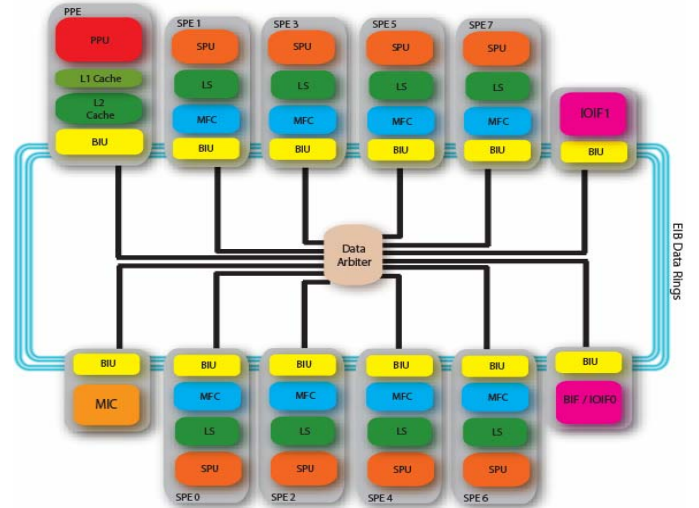 PPE
PPU
L1 Cache
L2
Cache
BIU
SPE 1
SPU
LS
MFC
BIU
SPE 3
SPU
LS
MFC
BIU
SPE 5
SPU
LS
MFC
BIU
SPE 7
SPU
LS
MFC
BIU
IOIF1
BIU
Data
Arbiter
EIB Data Rings
BIU
MIC
BIU
MFC
LS
SPU
SPE 0
BIU
MFC
LS
SPU
SPE 2
BIU
MFC
LS
SPU
SPE 4
BIU
MFC
LS
SPU
SPE 6
BIU
BIF / IOIF0